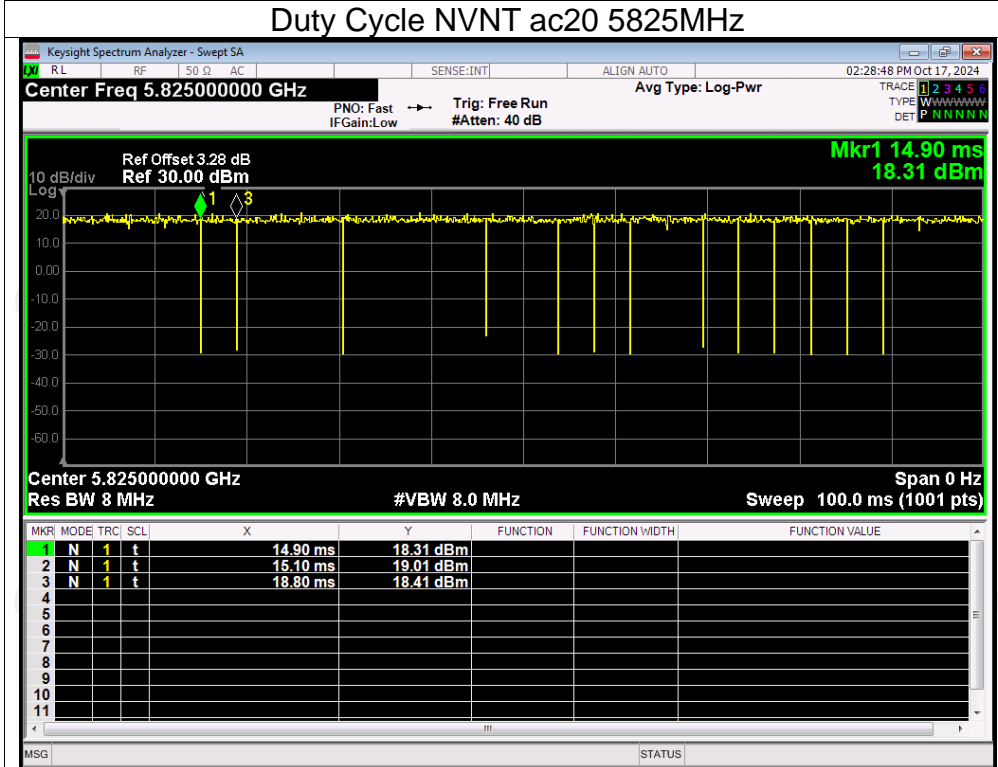 Duty Cycle NVNT ac20 5825MHz
Keysight Spectrum Analyzer - Swept SA
LXI RL RF 50 Ω AC SENSE:INT ALIGN AUTO 02:28:48 PM Oct 17, 2024
Center Freq 5.825000000 GHz Avg Type: Log-Pwr TRACE 1 2 3 4 5 6
PNO: Fast Trig: Free Run TYPE WWWWWW
IFGain:Low #Atten: 40 dB DET P N N N N N
Mkr1 14.90 ms
Ref Offset 3.28 dB
10 dB/div Ref 30.00 dBm 18.31 dBm
Log
1 3
20.0
10.0
0.00
-10.0
-20.0
-30.0
-40.0
-50.0
-60.0
Center 5.825000000 GHz Span 0 Hz
Res BW 8 MHz #VBW 8.0 MHz Sweep 100.0 ms (1001 pts)
MKR MODE TRC SCL X Y FUNCTION FUNCTION WIDTH FUNCTION VALUE
1 N 1 t 14.90 ms 18.31 dBm
2 N 1 t 15.10 ms 19.01 dBm
3 N 1 t 18.80 ms 18.41 dBm
4
5
6
7
8
9
10
11
MSG STATUS